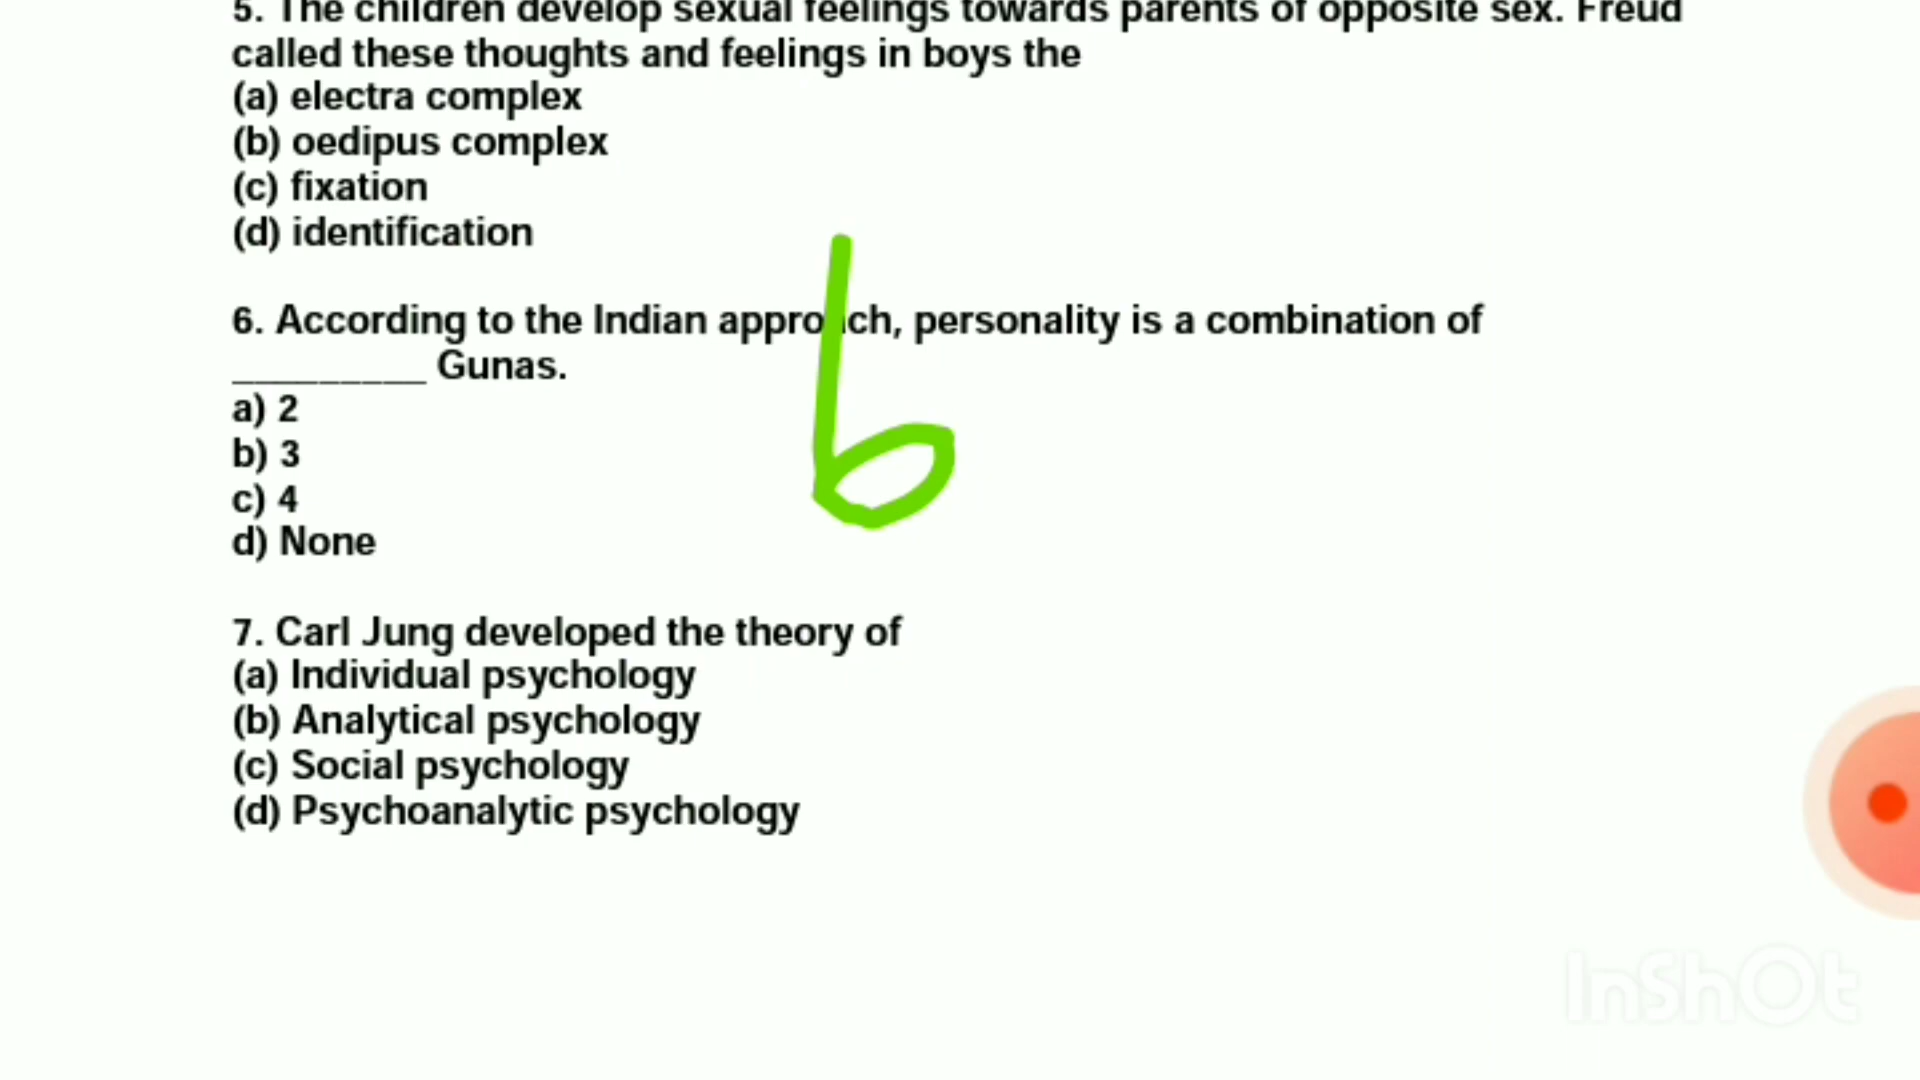 5. The children develop sexual feelings towards parents of opposite sex. Freud
called these thoughts and feelings in boys the
(a) electra complex
(b) oedipus complex
(c) fixation
(d) identification
6. According to the Indian approach, personality is a combination of
_________ Gunas.
a) 2
b) 3
c) 4
d) None
b
7. Carl Jung developed the theory of
(a) Individual psychology
(b) Analytical psychology
(c) Social psychology
(d) Psychoanalytic psychology
InShOt